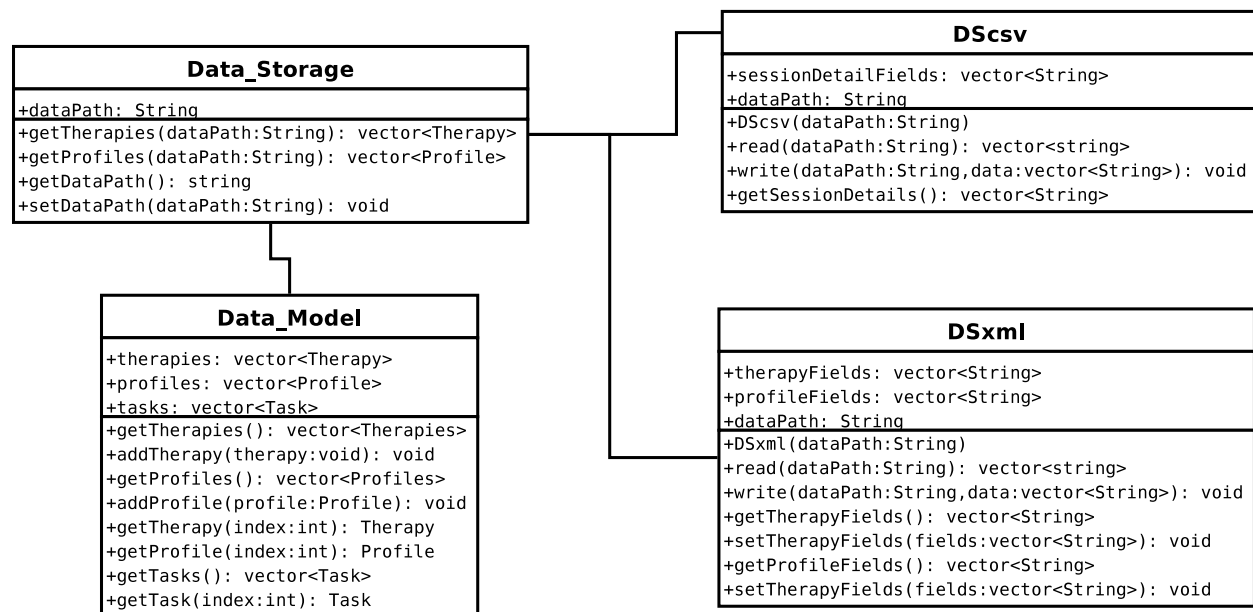 Data_Storage
+dataPath: String
+getTherapies(dataPath:String): vector<Therapy>
+getProfiles(dataPath:String): vector<Profile>
+getDataPath(): string
+setDataPath(dataPath:String): void
DScsv
+sessionDetailFields: vector<String>
+dataPath: String
+DScsv(dataPath:String)
+read(dataPath:String): vector<string>
+write(dataPath:String,data:vector<String>): void
+getSessionDetails(): vector<String>
Data_Model
+therapies: vector<Therapy>
+profiles: vector<Profile>
+tasks: vector<Task>
+getTherapies(): vector<Therapies>
+addTherapy(therapy:void): void
+getProfiles(): vector<Profiles>
+addProfile(profile:Profile): void
+getTherapy(index:int): Therapy
+getProfile(index:int): Profile
+getTasks(): vector<Task>
+getTask(index:int): Task
DSxml
+therapyFields: vector<String>
+profileFields: vector<String>
+dataPath: String
+DSxml(dataPath:String)
+read(dataPath:String): vector<string>
+write(dataPath:String,data:vector<String>): void
+getTherapyFields(): vector<String>
+setTherapyFields(fields:vector<String>): void
+getProfileFields(): vector<String>
+setTherapyFields(fields:vector<String>): void